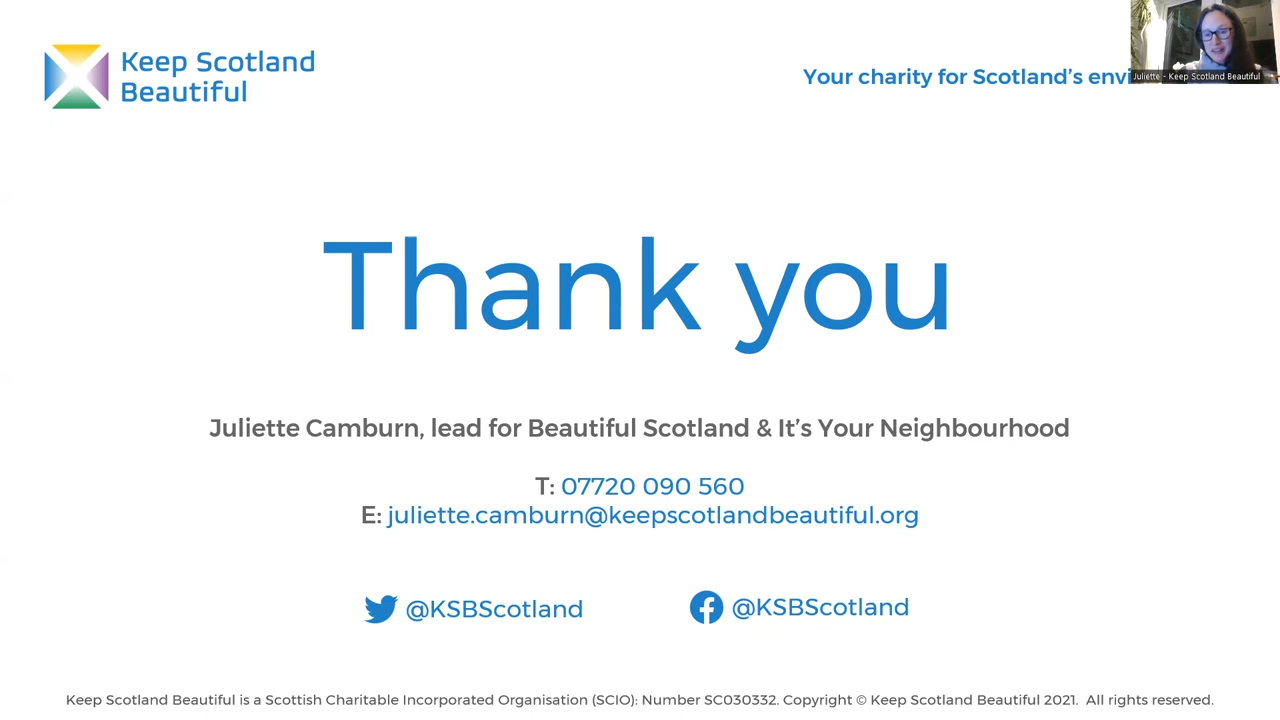 Keep Scotland
Beautiful
Your charity for Scotland's envi
Juliette - Keep Scotland Beautiful
Thank you
Juliette Camburn, lead for Beautiful Scotland & It's Your Neighbourhood
T: 07720 090 560
E: juliette.camburn@keepscotlandbeautiful.org
@KSBScotland
@KSBScotland
Keep Scotland Beautiful is a Scottish Charitable Incorporated Organisation (SCIO): Number SC030332. Copyright © Keep Scotland Beautiful 2021. All rights reserved.